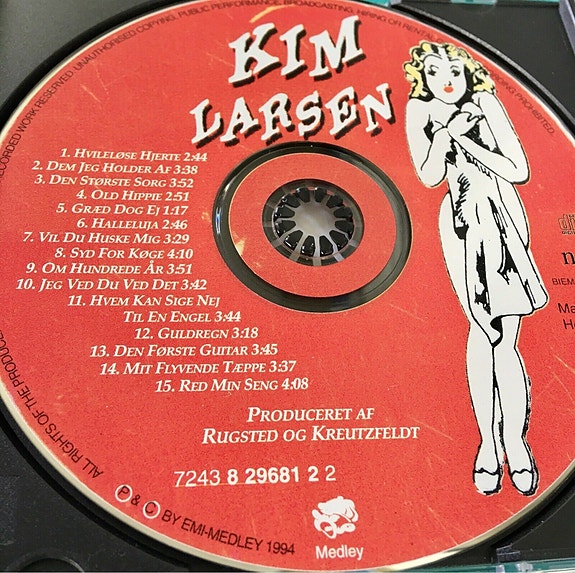 RECORDED WORK RESERVED. UNAUTHORISED COPYING, PUBLIC PERFORMANCE, BROADCASTING, HIRING OR RENTAL
PROHIBITED
KIM
LARSEN
1. HVILELØSE HJERTE 2:44
2. DEM JEG HOLDER AF 3:38
3. DEN STØRSTE SORG 3:52
4. OLD HIPPIE 2:51
5. GRÆD DOG EJ 1:17
6. HALLELUJA 2:46
7. VIL DU HUSKE MIG 3:29
8. SYD FOR KØGE 4:10
9. OM HUNDREDE ÅR 3:51
10. JEG VED DU VED DET 3:42
11. HVEM KAN SIGE NEJ
TIL EN ENGEL 3:44
12. GULDREGN 3:18
13. DEN FØRSTE GUITAR 3:45
14. MIT FLYVENDE TÆPPE 3:37
15. RED MIN SENG 4:08
PRODUCERET AF
RUGSTED OG KREUTZFELDT
7243 8 29681 2 2
BIEM
ALL RIGHTS OF THE PRODUCE
P & C BY EMI-MEDLEY 1994
Medley